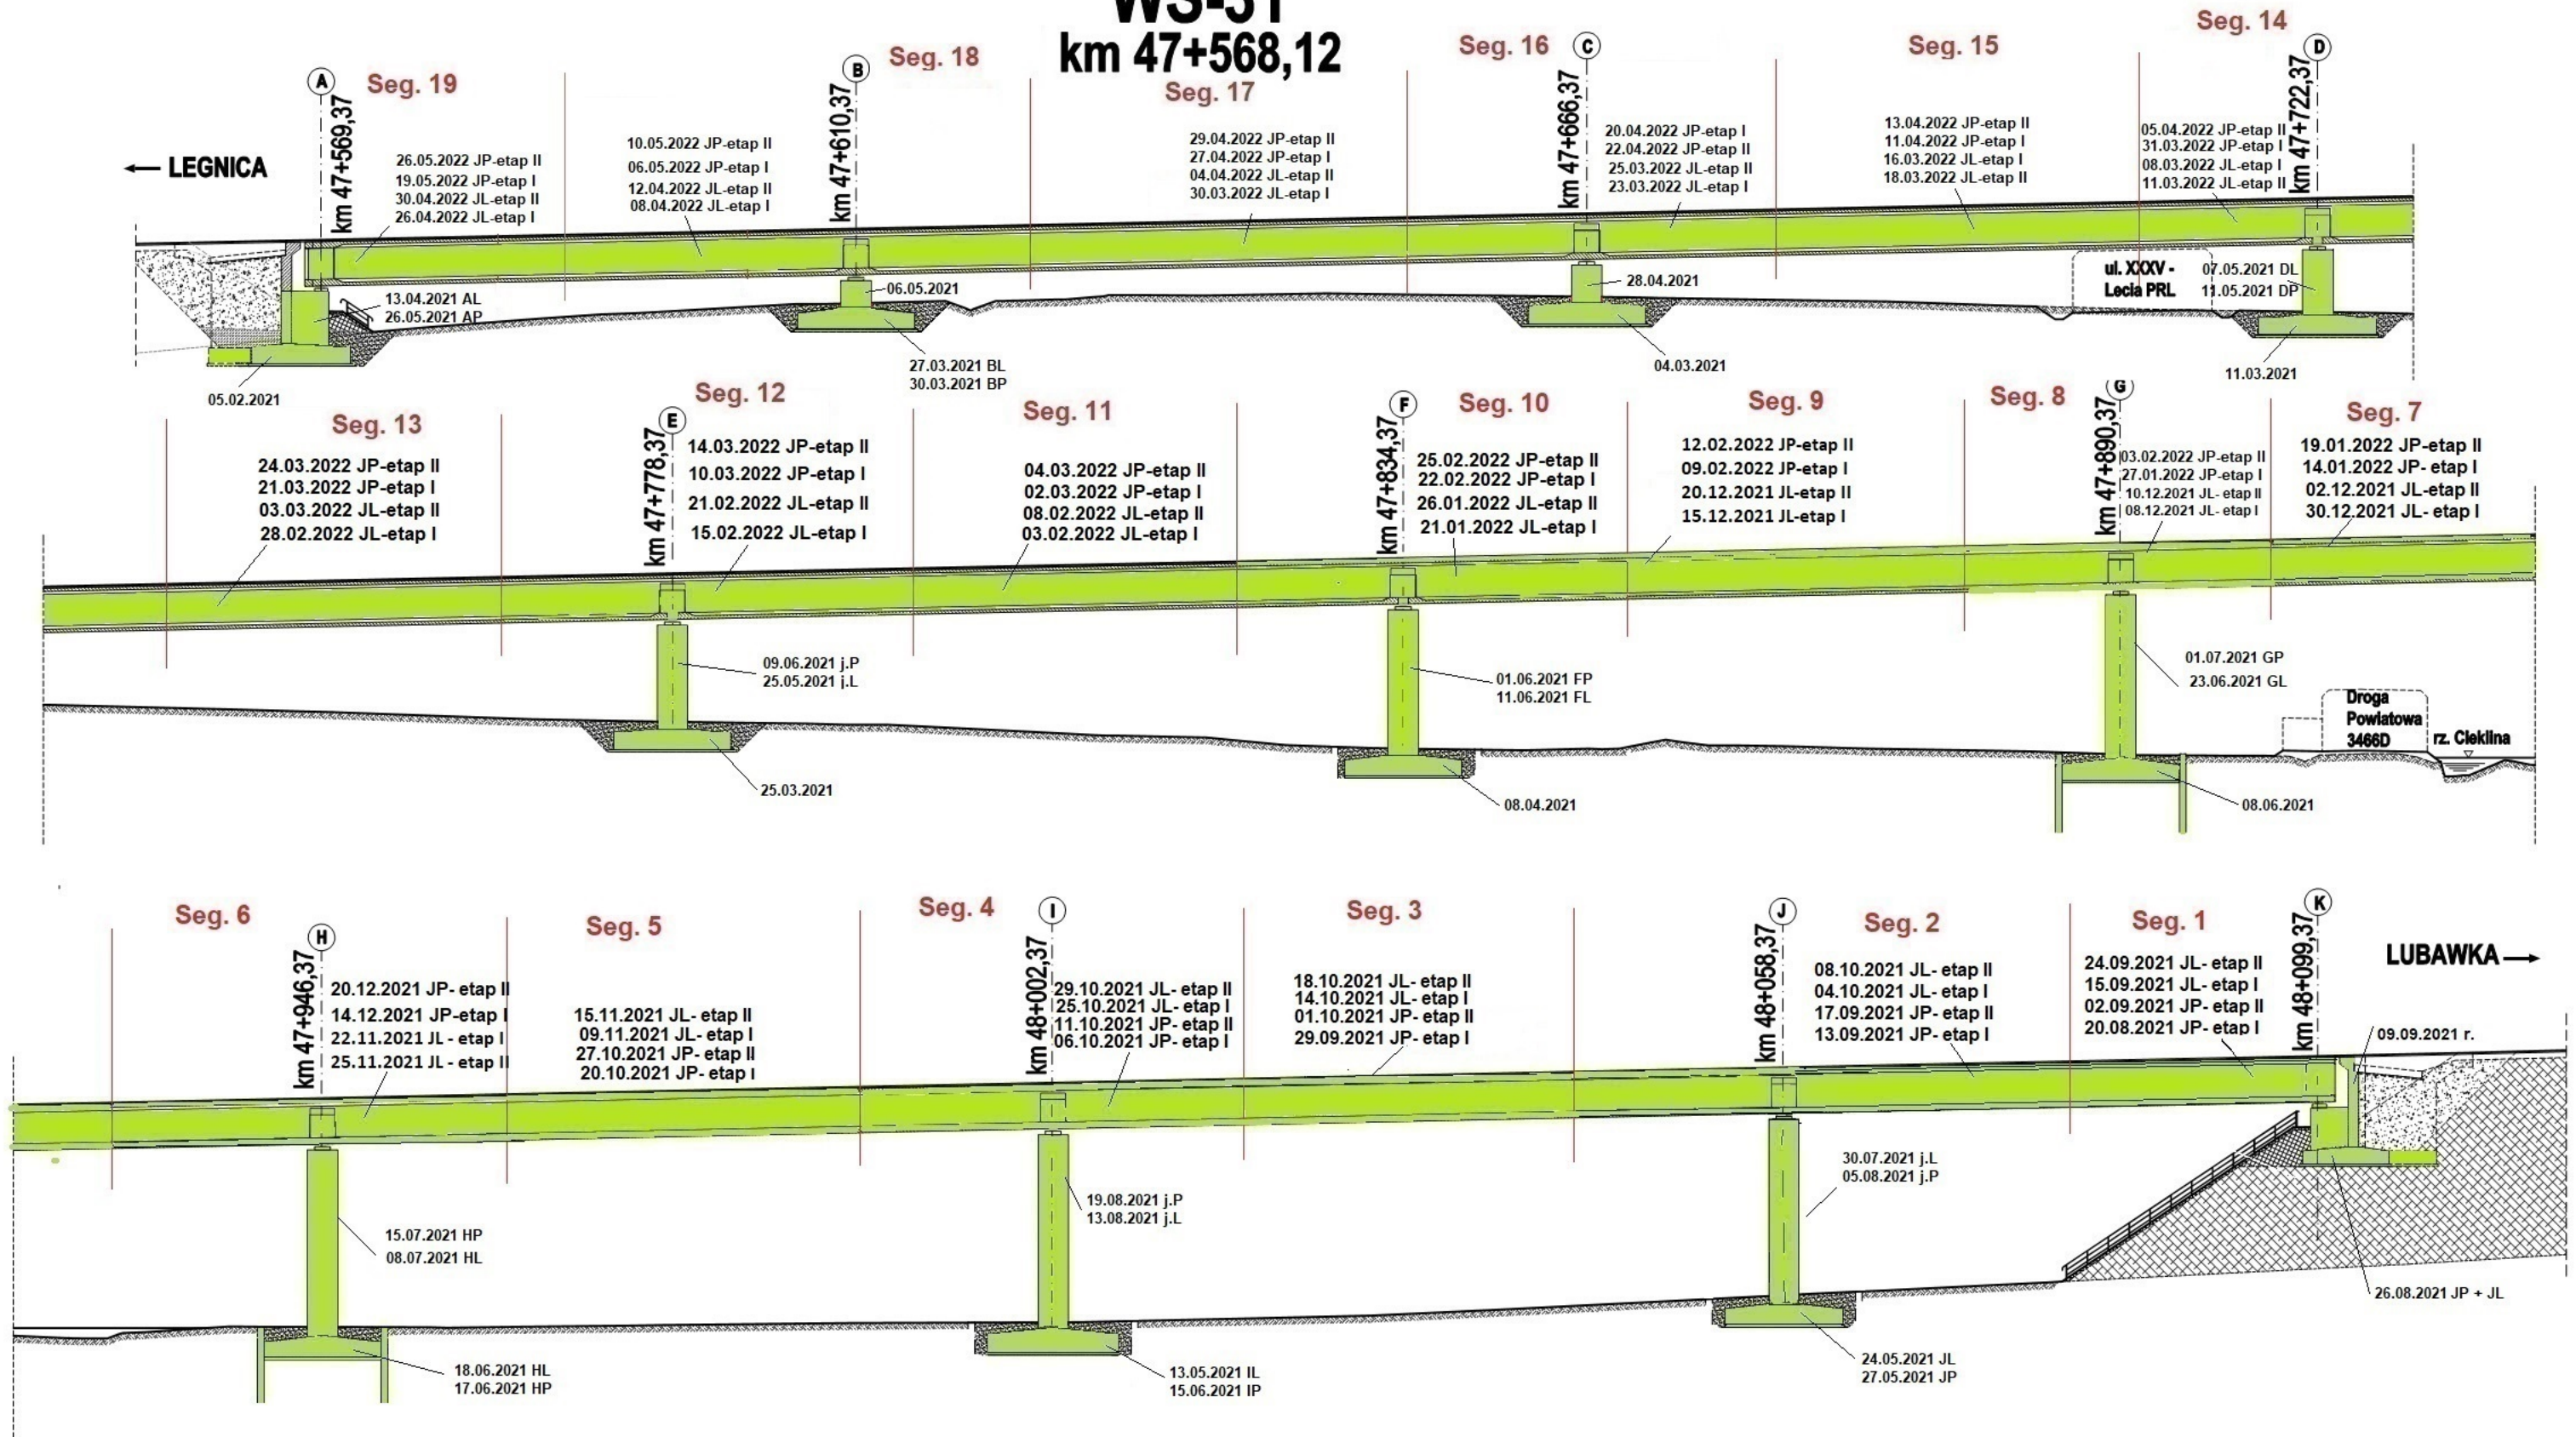 WS-31
km 47+568,12
Seg. 19
Seg. 18
Seg. 17
Seg. 16
Seg. 15
Seg. 14
A
B
C
D
km 47+569,37
km 47+610,37
km 47+666,37
km 47+722,37
← LEGNICA
26.05.2022 JP-etap II
19.05.2022 JP-etap I
30.04.2022 JL-etap II
26.04.2022 JL-etap I
10.05.2022 JP-etap II
06.05.2022 JP-etap I
12.04.2022 JL-etap II
08.04.2022 JL-etap I
29.04.2022 JP-etap II
27.04.2022 JP-etap I
04.04.2022 JL-etap II
30.03.2022 JL-etap I
20.04.2022 JP-etap I
22.04.2022 JP-etap II
25.03.2022 JL-etap II
23.03.2022 JL-etap I
13.04.2022 JP-etap II
11.04.2022 JP-etap I
16.03.2022 JL-etap I
18.03.2022 JL-etap II
05.04.2022 JP-etap II
31.03.2022 JP-etap I
08.03.2022 JL-etap I
11.03.2022 JL-etap II
13.04.2021 AL
26.05.2021 AP
05.02.2021
06.05.2021
27.03.2021 BL
30.03.2021 BP
28.04.2021
04.03.2021
ul. XXXV -
Lecia PRL
07.05.2021 DL
11.05.2021 DP
11.03.2021
Seg. 13
Seg. 12
Seg. 11
Seg. 10
Seg. 9
Seg. 8
Seg. 7
E
F
G
km 47+778,37
km 47+834,37
km 47+890,37
24.03.2022 JP-etap II
21.03.2022 JP-etap I
03.03.2022 JL-etap II
28.02.2022 JL-etap I
14.03.2022 JP-etap II
10.03.2022 JP-etap I
21.02.2022 JL-etap II
15.02.2022 JL-etap I
04.03.2022 JP-etap II
02.03.2022 JP-etap I
08.02.2022 JL-etap II
03.02.2022 JL-etap I
25.02.2022 JP-etap II
22.02.2022 JP-etap I
26.01.2022 JL-etap II
21.01.2022 JL-etap I
12.02.2022 JP-etap II
09.02.2022 JP-etap I
20.12.2021 JL-etap II
15.12.2021 JL-etap I
03.02.2022 JP-etap II
27.01.2022 JP-etap I
10.12.2021 JL- etap II
08.12.2021 JL- etap I
19.01.2022 JP-etap II
14.01.2022 JP- etap I
02.12.2021 JL-etap II
30.12.2021 JL- etap I
09.06.2021 j.P
25.05.2021 j.L
25.03.2021
01.06.2021 FP
11.06.2021 FL
08.04.2021
01.07.2021 GP
23.06.2021 GL
08.06.2021
Droga
Powiatowa
3466D
rz. Cieklina
Seg. 6
Seg. 5
Seg. 4
Seg. 3
Seg. 2
Seg. 1
H
I
J
K
km 47+946,37
km 48+002,37
km 48+058,37
km 48+099,37
LUBAWKA →
20.12.2021 JP- etap II
14.12.2021 JP-etap I
22.11.2021 JL - etap I
25.11.2021 JL - etap II
15.11.2021 JL- etap II
09.11.2021 JL- etap I
27.10.2021 JP- etap II
20.10.2021 JP- etap I
29.10.2021 JL- etap II
25.10.2021 JL- etap I
11.10.2021 JP- etap II
06.10.2021 JP- etap I
18.10.2021 JL- etap II
14.10.2021 JL- etap I
01.10.2021 JP- etap II
29.09.2021 JP- etap I
08.10.2021 JL- etap II
04.10.2021 JL- etap I
17.09.2021 JP- etap II
13.09.2021 JP- etap I
24.09.2021 JL- etap II
15.09.2021 JL- etap I
02.09.2021 JP- etap II
20.08.2021 JP- etap I
09.09.2021 r.
15.07.2021 HP
08.07.2021 HL
18.06.2021 HL
17.06.2021 HP
19.08.2021 j.P
13.08.2021 j.L
13.05.2021 IL
15.06.2021 IP
30.07.2021 j.L
05.08.2021 j.P
24.05.2021 JL
27.05.2021 JP
26.08.2021 JP + JL